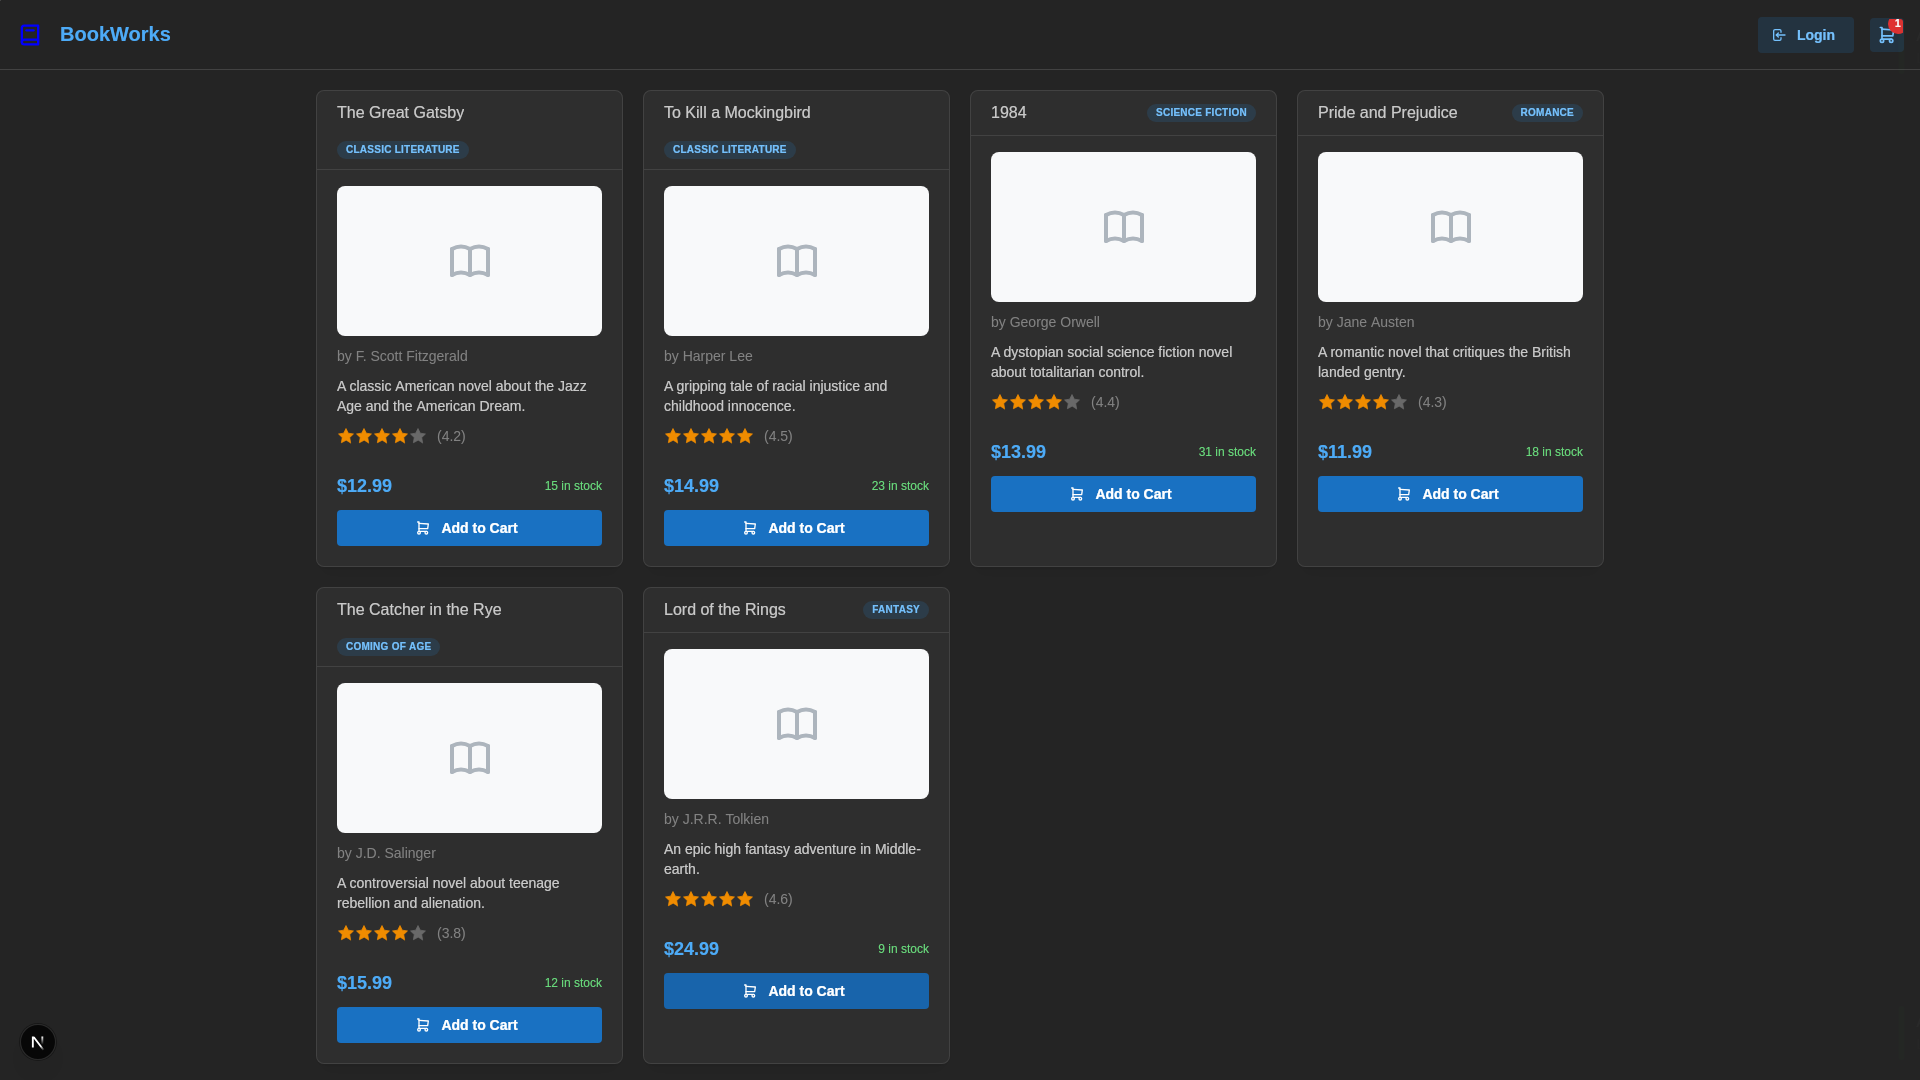 BookWorks
Login
1
The Great Gatsby
CLASSIC LITERATURE
by F. Scott Fitzgerald
A classic American novel about the Jazz
Age and the American Dream.
(4.2)
$12.99
15 in stock
Add to Cart
To Kill a Mockingbird
CLASSIC LITERATURE
by Harper Lee
A gripping tale of racial injustice and
childhood innocence.
(4.5)
$14.99
23 in stock
Add to Cart
1984
SCIENCE FICTION
by George Orwell
A dystopian social science fiction novel
about totalitarian control.
(4.4)
$13.99
31 in stock
Add to Cart
Pride and Prejudice
ROMANCE
by Jane Austen
A romantic novel that critiques the British
landed gentry.
(4.3)
$11.99
18 in stock
Add to Cart
The Catcher in the Rye
COMING OF AGE
by J.D. Salinger
A controversial novel about teenage
rebellion and alienation.
(3.8)
$15.99
12 in stock
Add to Cart
Lord of the Rings
FANTASY
by J.R.R. Tolkien
An epic high fantasy adventure in Middle-
earth.
(4.6)
$24.99
9 in stock
Add to Cart
N